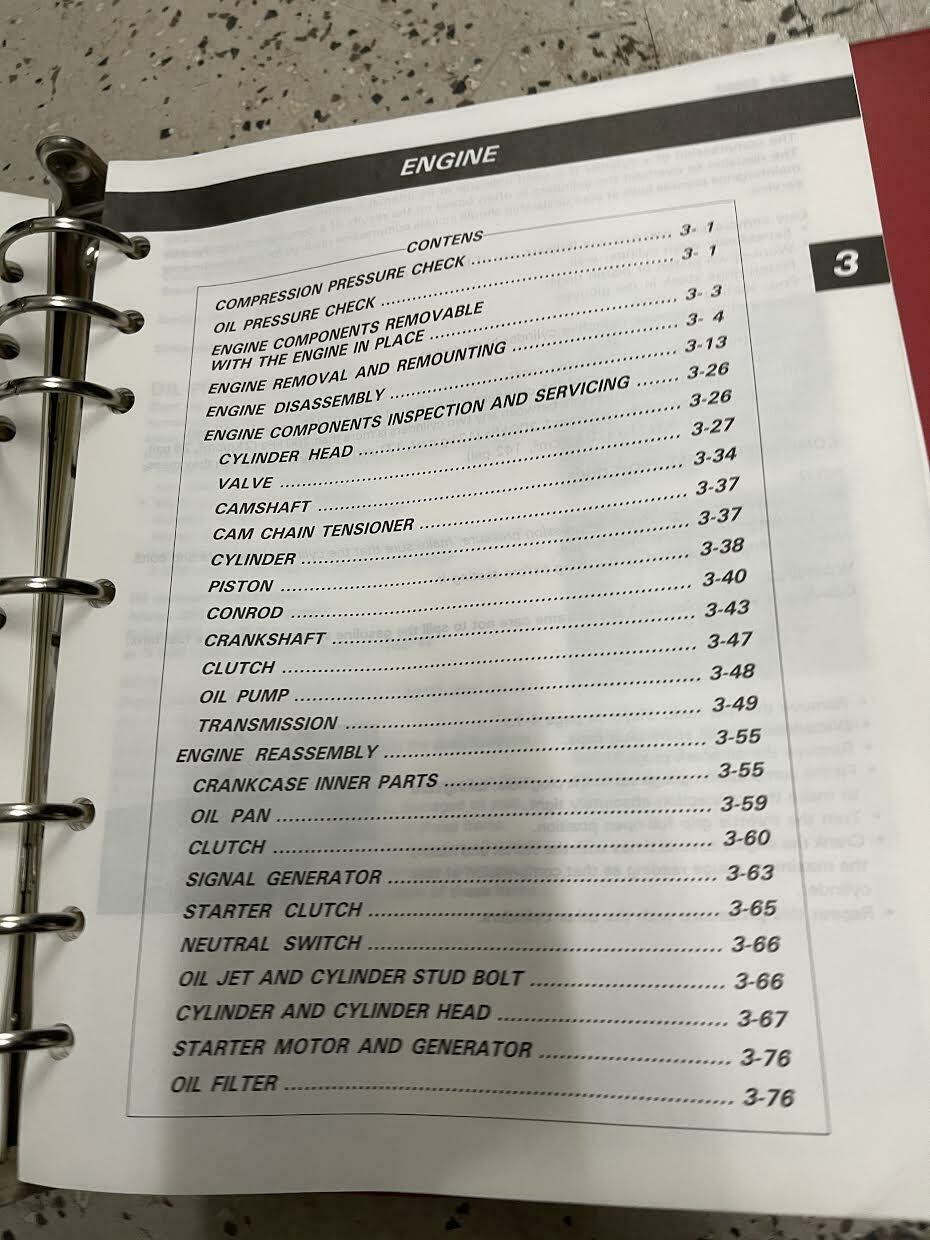 ENGINE
3
CONTENS
COMPRESSION PRESSURE CHECK ........ 3- 1
OIL PRESSURE CHECK ........ 3- 1
ENGINE COMPONENTS REMOVABLE
WITH THE ENGINE IN PLACE ........ 3- 3
ENGINE REMOVAL AND REMOUNTING ........ 3- 4
ENGINE DISASSEMBLY ........ 3-13
ENGINE COMPONENTS INSPECTION AND SERVICING ....... 3-26
CYLINDER HEAD ........ 3-26
VALVE ........ 3-27
CAMSHAFT ........ 3-34
CAM CHAIN TENSIONER ........ 3-37
CYLINDER ........ 3-37
PISTON ........ 3-38
CONROD ........ 3-40
CRANKSHAFT ........ 3-43
CLUTCH ........ 3-47
OIL PUMP ........ 3-48
TRANSMISSION ........ 3-49
ENGINE REASSEMBLY ........ 3-55
CRANKCASE INNER PARTS ........ 3-55
OIL PAN ........ 3-59
CLUTCH ........ 3-60
SIGNAL GENERATOR ........ 3-63
STARTER CLUTCH ........ 3-65
NEUTRAL SWITCH ........ 3-66
OIL JET AND CYLINDER STUD BOLT ........ 3-66
CYLINDER AND CYLINDER HEAD ........ 3-67
STARTER MOTOR AND GENERATOR ........ 3-76
OIL FILTER ........ 3-76